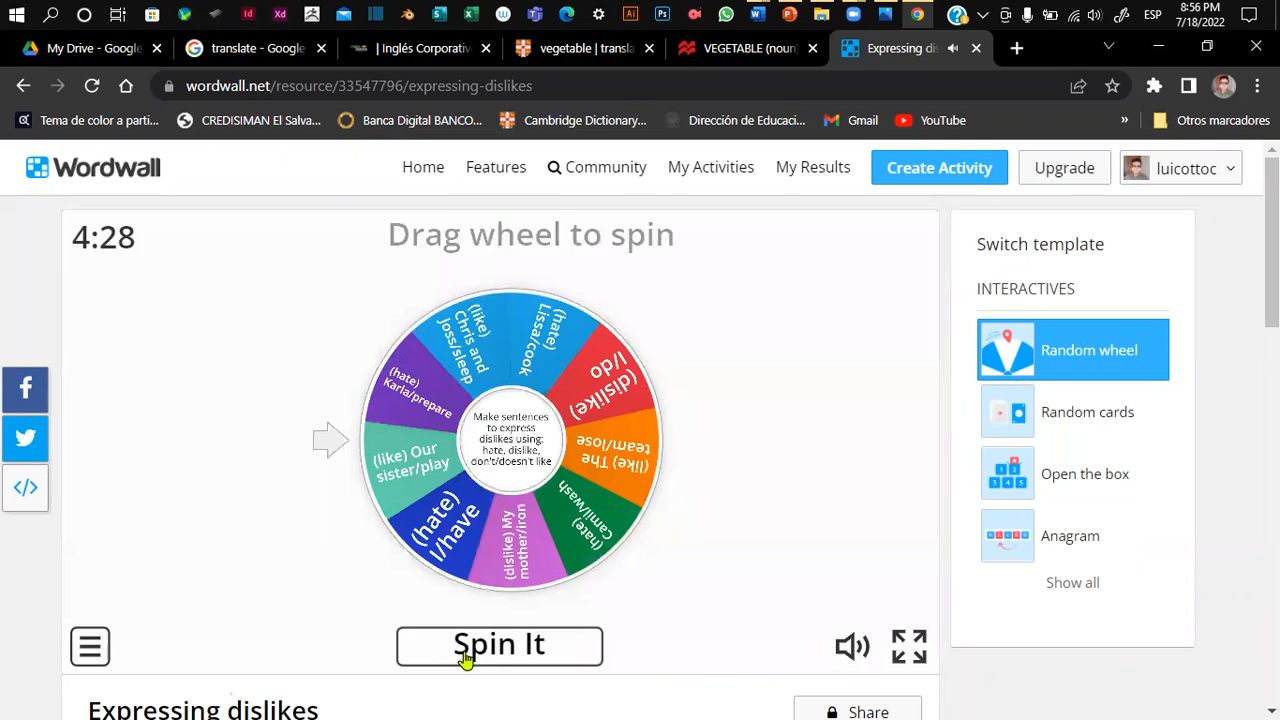 8:56 PM
ESP
7/18/2022
My Drive - Google
translate - Google
| Inglés Corporativ
vegetable | transla
VEGETABLE (noun)
Expressing dis
wordwall.net/resource/33547796/expressing-dislikes
Tema de color a parti...
CREDISIMAN El Salva...
Banca Digital BANCO...
Cambridge Dictionary...
Dirección de Educaci...
Gmail
YouTube
»
Otros marcadores
Wordwall
Home
Features
Community
My Activities
My Results
Create Activity
Upgrade
luicottoc
4:28
Drag wheel to spin
(like)
Chris and
Joss/sleep
(hate)
Lissa/cook
(dislike)
I/do
(like) The
team/lose
(hate)
Camil/wash
(dislike) My
mother/iron
(hate)
I/have
(like) Our
sister/play
(hate)
Karla/prepare
Make sentences
to express
dislikes using:
hate, dislike,
don't/doesn't like
Spin It
Expressing dislikes
Share
Switch template
INTERACTIVES
Random wheel
Random cards
Open the box
Anagram
Show all